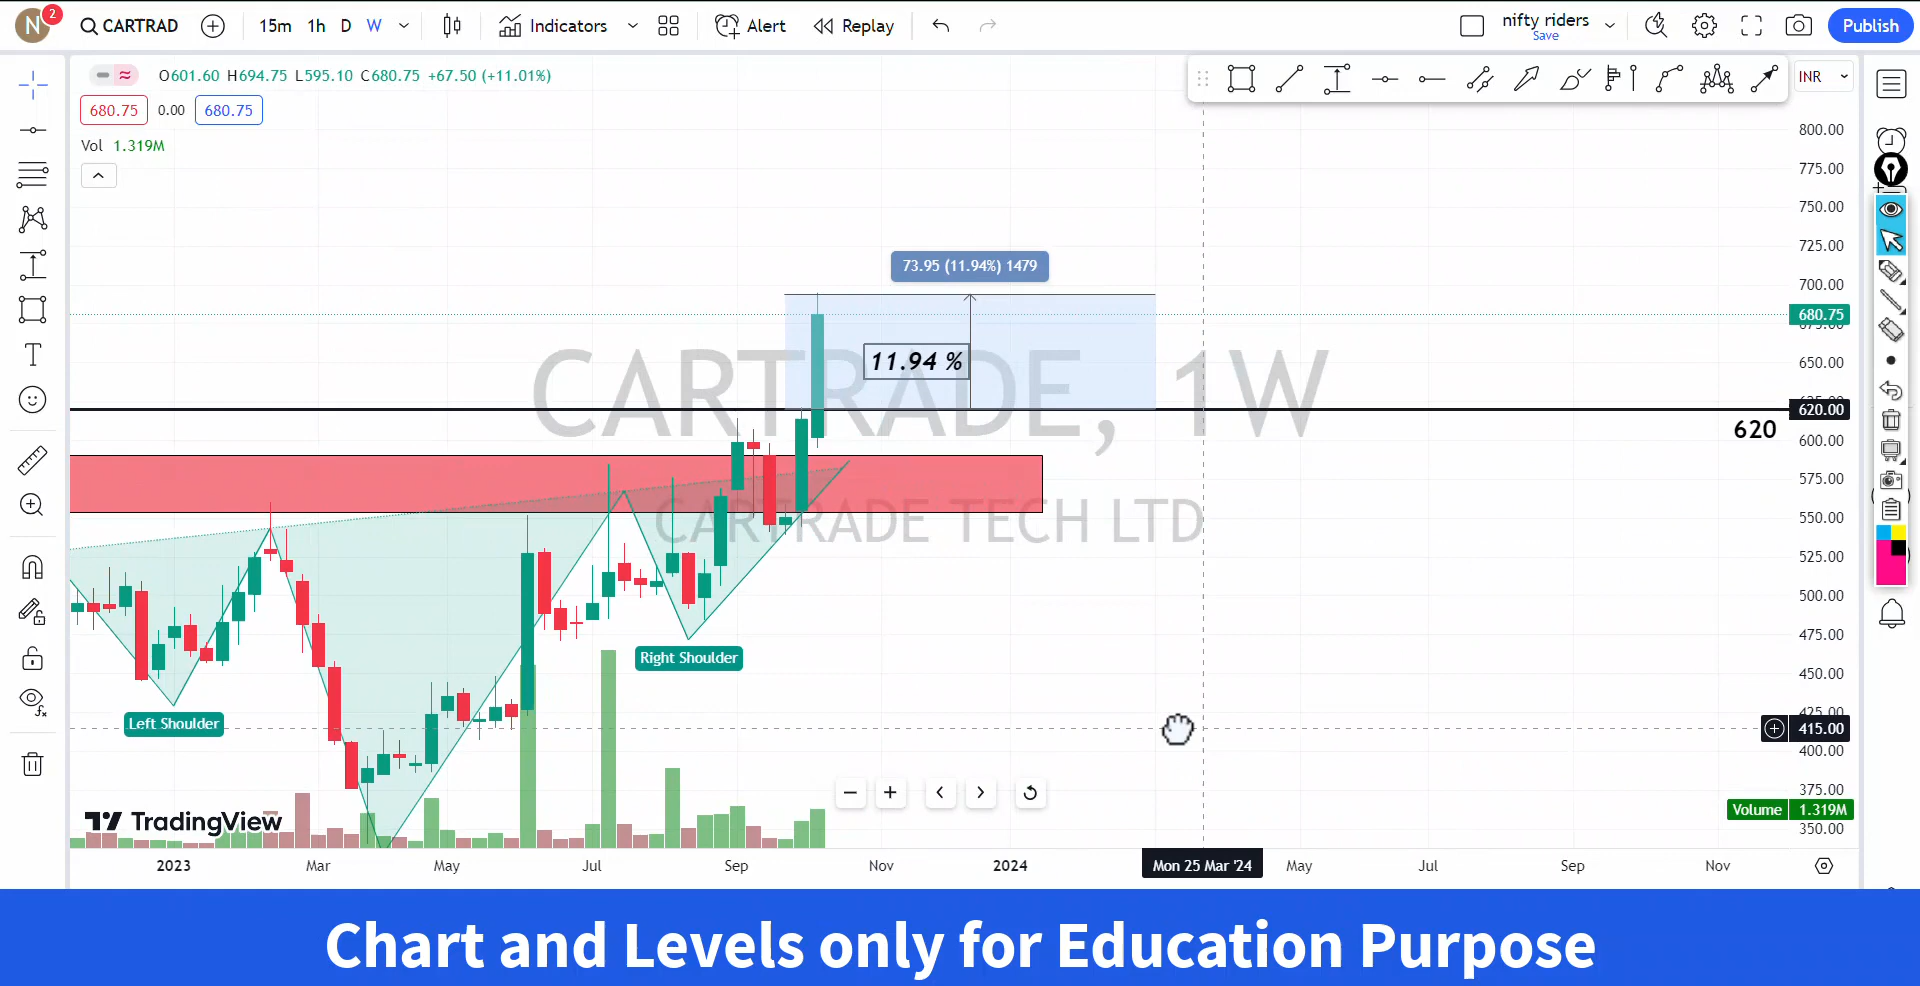 N 2 CARTRAD 15m 1h D W Indicators Alert Replay nifty riders Save Publish
O601.60 H694.75 L595.10 C680.75 +67.50 (+11.01%)
INR
680.75 0.00 680.75
Vol 1.319M
800.00
775.00
750.00
725.00
73.95 (11.94%) 1479
700.00
680.75
675.00
650.00
11.94 %
CARTRADE, 1W
620.00
620
600.00
575.00
CARTRADE TECH LTD
550.00
525.00
500.00
475.00
Right Shoulder
450.00
Left Shoulder
425.00
415.00
400.00
375.00
Volume 1.319M
TradingView
350.00
2023 Mar May Jul Sep Nov 2024 Mon 25 Mar '24 May Jul Sep Nov
Chart and Levels only for Education Purpose